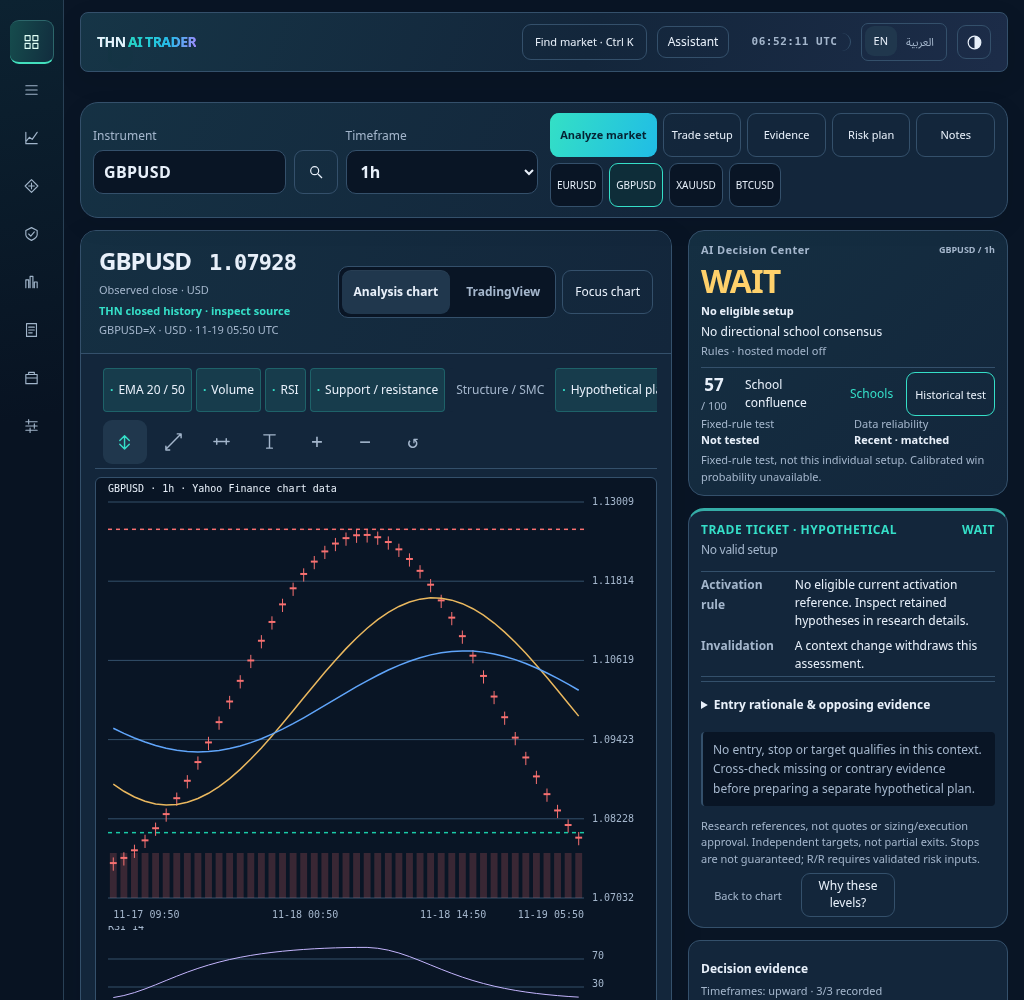 THN AI TRADER
Find market · Ctrl K
Assistant
06:52:11 UTC
EN
العربية
Instrument
GBPUSD
Timeframe
1h
Analyze market
Trade setup
Evidence
Risk plan
Notes
EURUSD
GBPUSD
XAUUSD
BTCUSD
GBPUSD 1.07928
Observed close · USD
THN closed history · inspect source
GBPUSD=X · USD · 11-19 05:50 UTC
Analysis chart
TradingView
Focus chart
· EMA 20 / 50
· Volume
· RSI
· Support / resistance
Structure / SMC
· Hypothetical
GBPUSD · 1h · Yahoo Finance chart data
1.13009
1.11814
1.10619
1.09423
1.08228
1.07032
11-17 09:50
11-18 00:50
11-18 14:50
11-19 05:50
RSI 14
70
30
AI Decision Center
GBPUSD / 1h
WAIT
No eligible setup
No directional school consensus
Rules · hosted model off
57
/ 100
School
confluence
Schools
Historical test
Fixed-rule test
Not tested
Data reliability
Recent · matched
Fixed-rule test, not this individual setup. Calibrated win
probability unavailable.
TRADE TICKET · HYPOTHETICAL
WAIT
No valid setup
Activation
rule
No eligible current activation
reference. Inspect retained
hypotheses in research details.
Invalidation
A context change withdraws this
assessment.
Entry rationale & opposing evidence
No entry, stop or target qualifies in this context.
Cross-check missing or contrary evidence
before preparing a separate hypothetical plan.
Research references, not quotes or sizing/execution
approval. Independent targets, not partial exits. Stops
are not guaranteed; R/R requires validated risk inputs.
Back to chart
Why these
levels?
Decision evidence
Timeframes: upward · 3/3 recorded